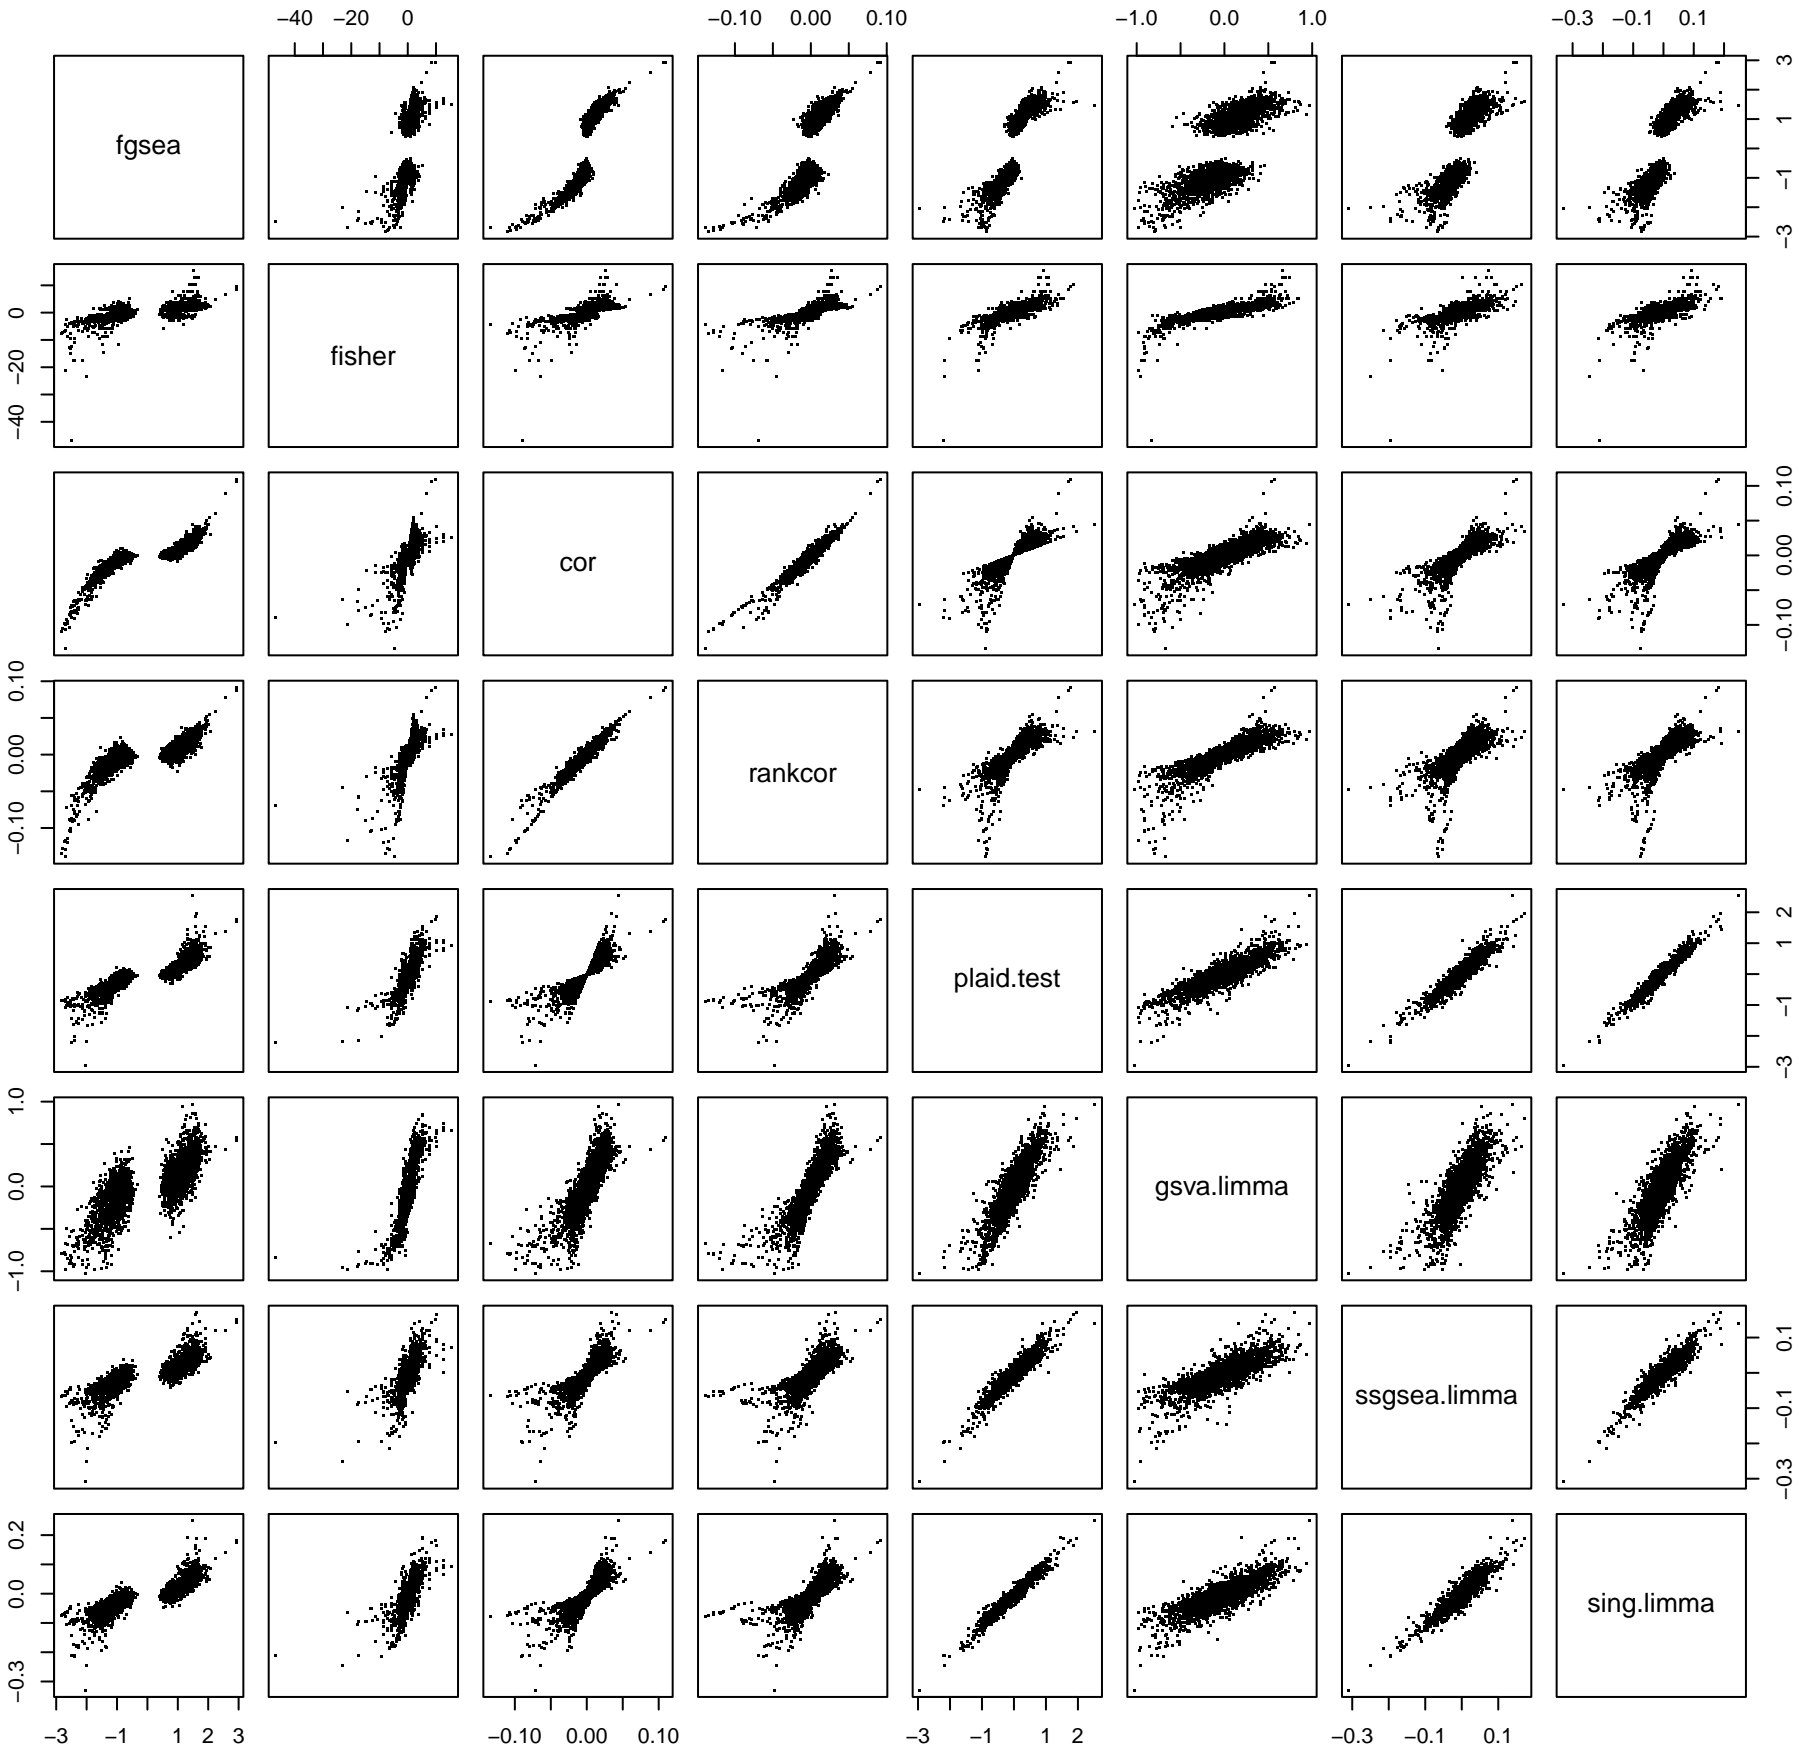 −40 −20 0 −0.10 0.00 0.10 −1.0 0.0 1.0 −0.3 −0.1 0.1
fgsea
3
1
−1
−3
0
−20
−40
fisher
cor
0.10
0.00
−0.10
0.10
0.00
−0.10
rankcor
plaid.test
2
1
−1
−3
1.0
0.0
−1.0
gsva.limma
ssgsea.limma
0.1
−0.1
−0.3
0.2
0.0
−0.3
sing.limma
−3 −1 1 2 3 −0.10 0.00 0.10 −3 −1 1 2 −0.3 −0.1 0.1